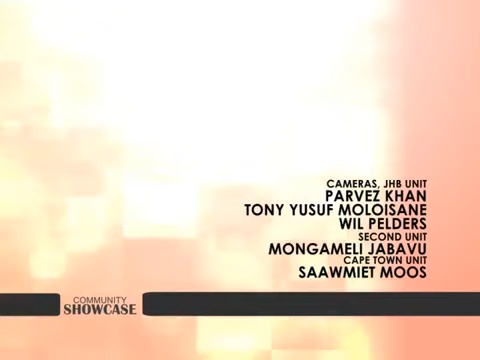 CAMERAS, JHB UNIT
PARVEZ KHAN
TONY YUSUF MOLOISANE
WIL PELDERS
SECOND UNIT
MONGAMELI JABAVU
CAPE TOWN UNIT
SAAWMIET MOOS
COMMUNITY
SHOWCASE